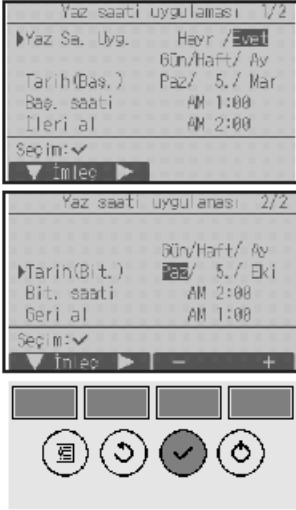 Yaz saati uygulaması 1/2
▶Yaz Sa. Uyg. Hayr /Evet
Gün/Haft/ Ay
Tarih(Baş.) Paz/ 5./ Mar
Baş. saati AM 1:00
İleri al AM 2:00
Seçim:✓
▼ İmleç ▶
Yaz saati uygulaması 2/2
Gün/Haft/ Ay
▶Tarih(Bit.) Paz/ 5./ Eki
Bit. saati AM 2:00
Geri al AM 1:00
Seçim:✓
▼ İmleç ▶ − +